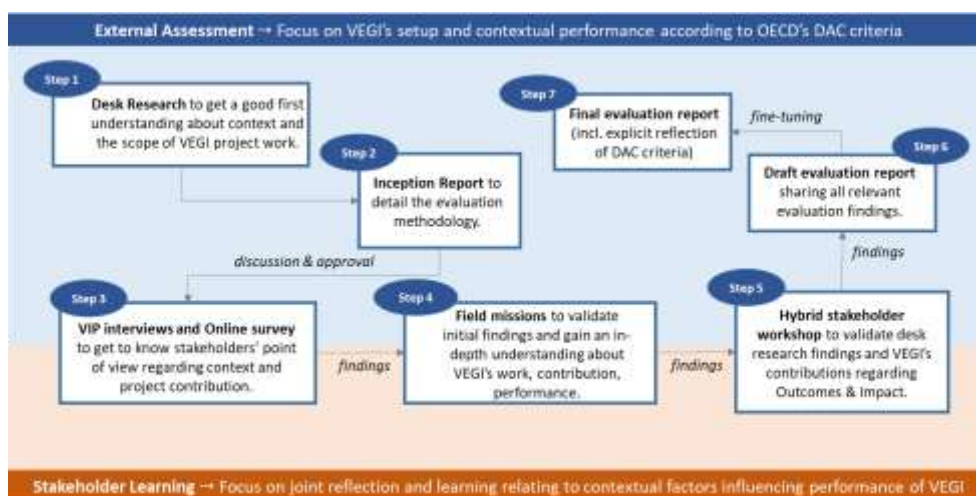 External Assessment → Focus on VEGI's setup and contextual performance according to OECD's DAC criteria
Step 1
Desk Research to get a good first
understanding about context and
the scope of VEGI project work.
Step 2
Inception Report to
detail the evaluation
methodology.
discussion & approval
Step 3
VIP interviews and Online survey
to get to know stakeholders' point
of view regarding context and
project contribution.
findings
Step 4
Field missions to validate
initial findings and gain an in-
depth understanding about
VEGI's work, contribution,
performance.
findings
Step 5
Hybrid stakeholder
workshop to validate desk
research findings and VEGI's
contributions regarding
Outcomes & Impact.
findings
Step 6
Draft evaluation report
sharing all relevant
evaluation findings.
fine-tuning
Step 7
Final evaluation report
(incl. explicit reflection
of DAC criteria)
Stakeholder Learning → Focus on joint reflection and learning relating to contextual factors influencing performance of VEGI